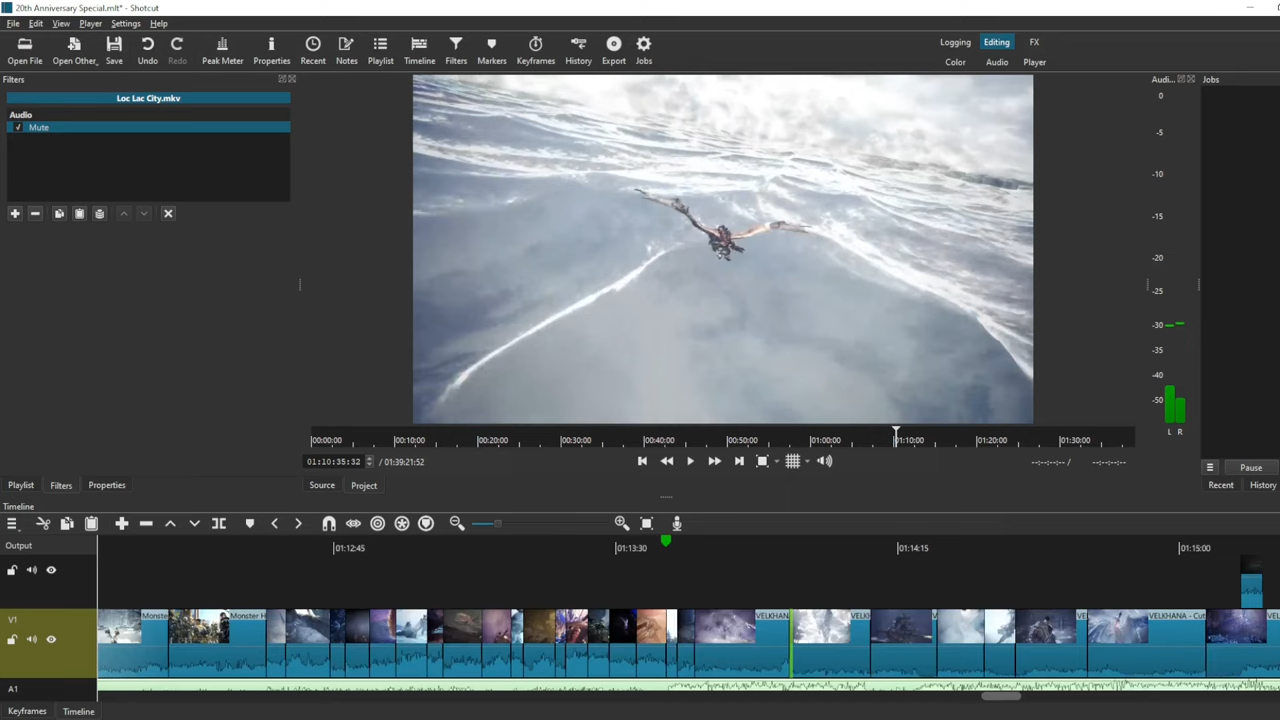 20th Anniversary Special.mlt* - Shotcut
File Edit View Player Settings Help
Open File Open Other.. Save Undo Redo Peak Meter Properties Recent Notes Playlist Timeline Filters Markers Keyframes History Export Jobs
Logging Editing FX
Color Audio Player
Filters
Audi...
Jobs
Loc Lac City.mkv
Audio
Mute
0
-5
-10
-15
-20
-25
-30
-35
-40
-50
L R
00:00:00 00:10:00 00:20:00 00:30:00 00:40:00 00:50:00 01:00:00 01:10:00 01:20:00 01:30:00
01:10:35:32 / 01:39:21:52
--:--:--:-- / --:--:--:--
Pause
Playlist Filters Properties
Source Project
Recent History
Timeline
Output
01:12:45 01:13:30 01:14:15 01:15:00
V1
Monste Monster H VELKHANA VEL VELKHANA - Cut VELKHANA
A1
Keyframes Timeline